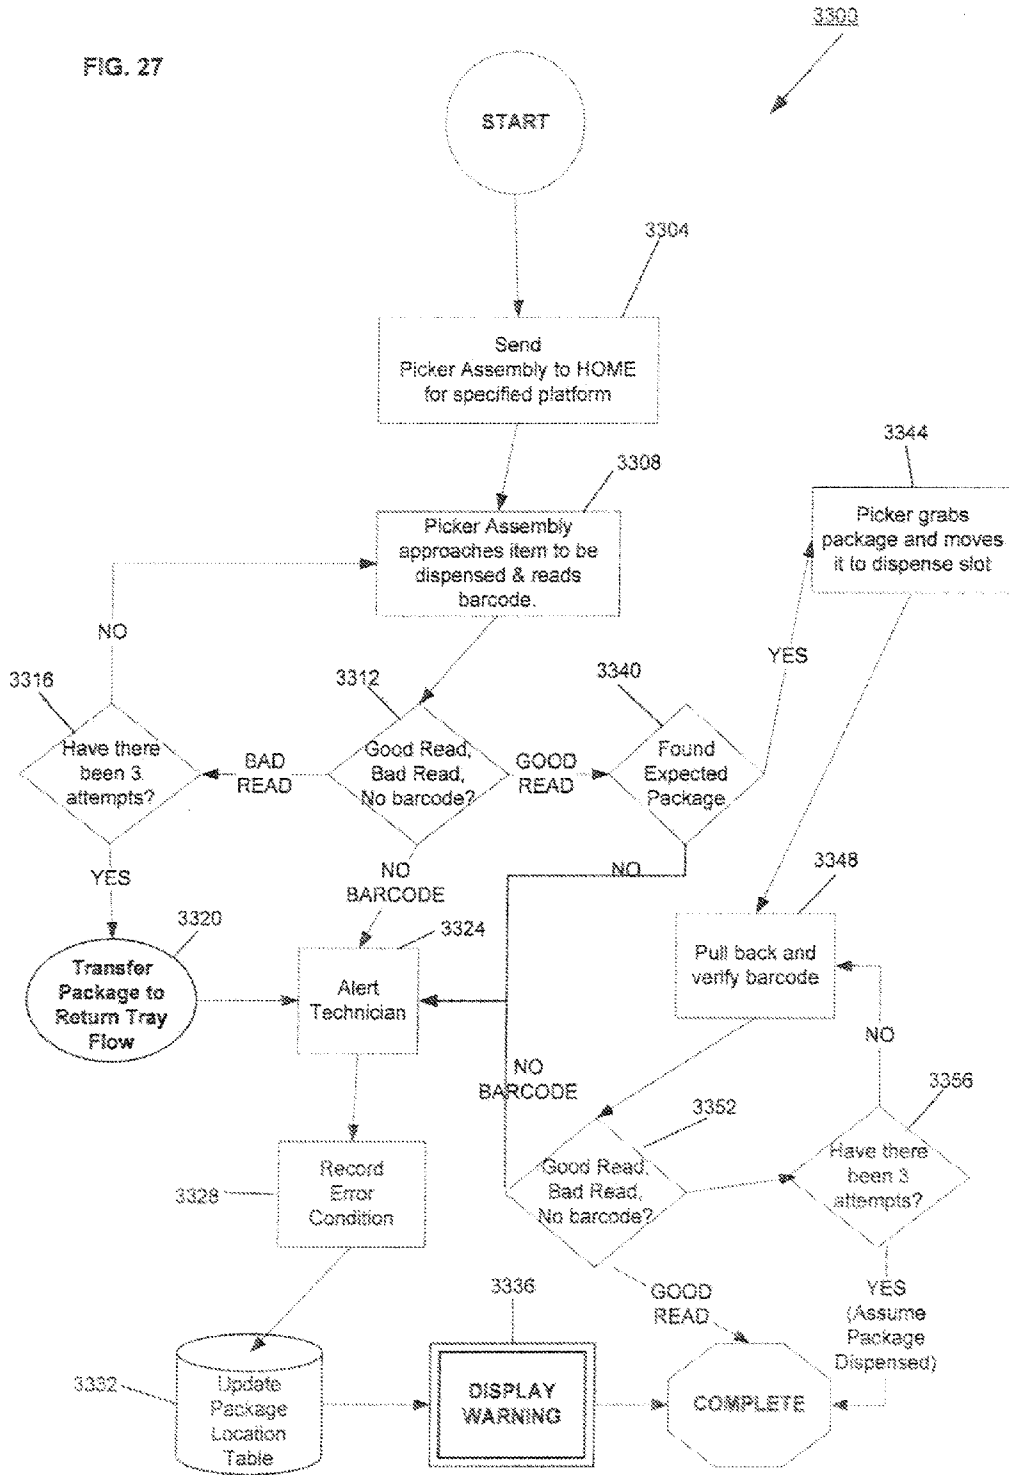 3300
FIG. 27
START
3304
Send
Picker Assembly to HOME
for specified platform
3344
3308
Picker Assembly
approaches item to be
dispensed & reads
barcode.
Picker grabs
package and moves
it to dispense slot
NO
YES
3316
3312
3340
Have there
been 3
attempts?
BAD
READ
Good Read,
Bad Read,
No barcode?
GOOD
READ
Found
Expected
Package
YES
NO
BARCODE
NO
3348
3320
3324
Transfer
Package to
Return Tray
Flow
Alert
Technician
Pull back and
verify barcode
NO
NO
BARCODE
3356
3352
3328
Record
Error
Condition
Good Read,
Bad Read,
No barcode?
Have there
been 3
attempts?
3336
GOOD
READ
YES
(Assume
Package
Dispensed)
3332
Update
Package
Location
Table
DISPLAY
WARNING
COMPLETE